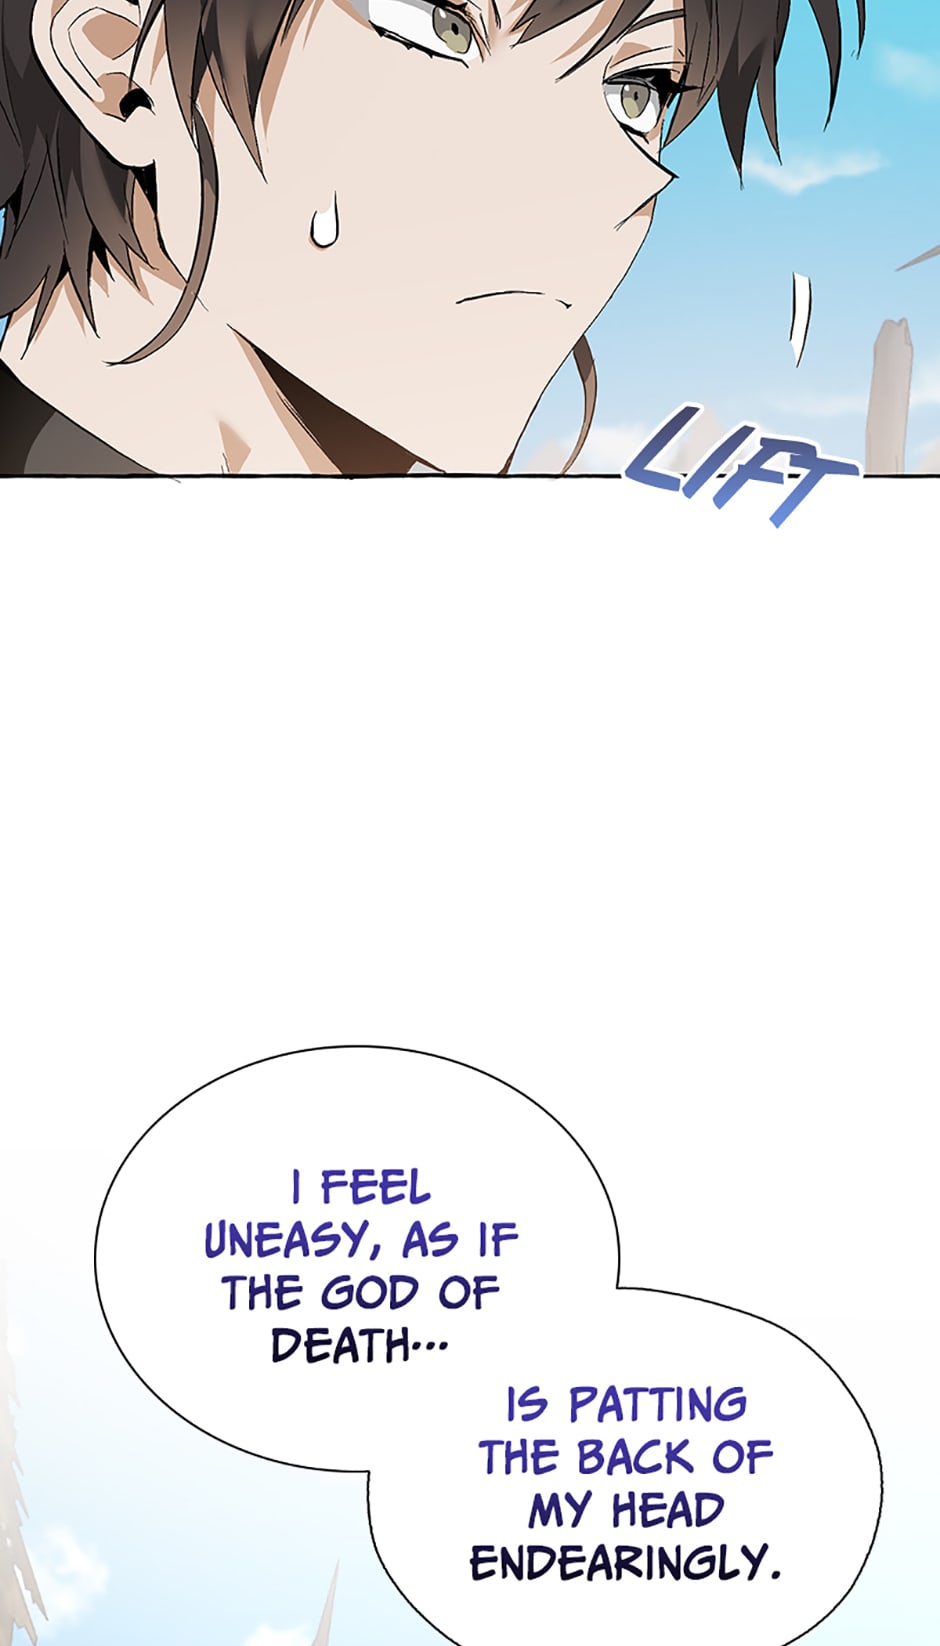 LIFT
I FEEL
UNEASY, AS IF
THE GOD OF
DEATH...
IS PATTING
THE BACK OF
MY HEAD
ENDEARINGLY.